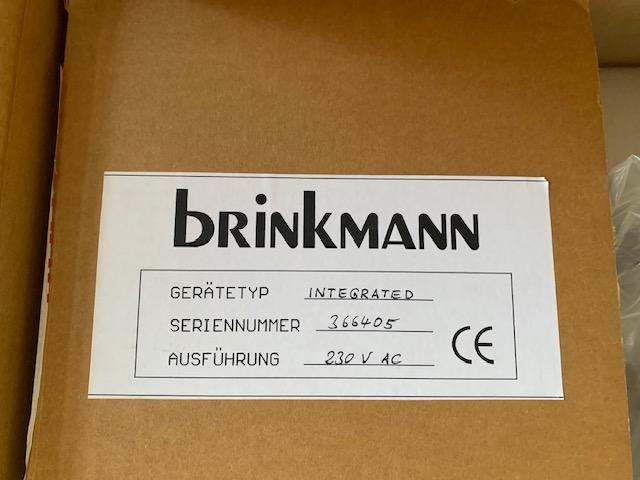 brinkmann
GERÄTETYP INTEGRATED
SERIENNUMMER 366405
AUSFÜHRUNG 230 V AC
CE